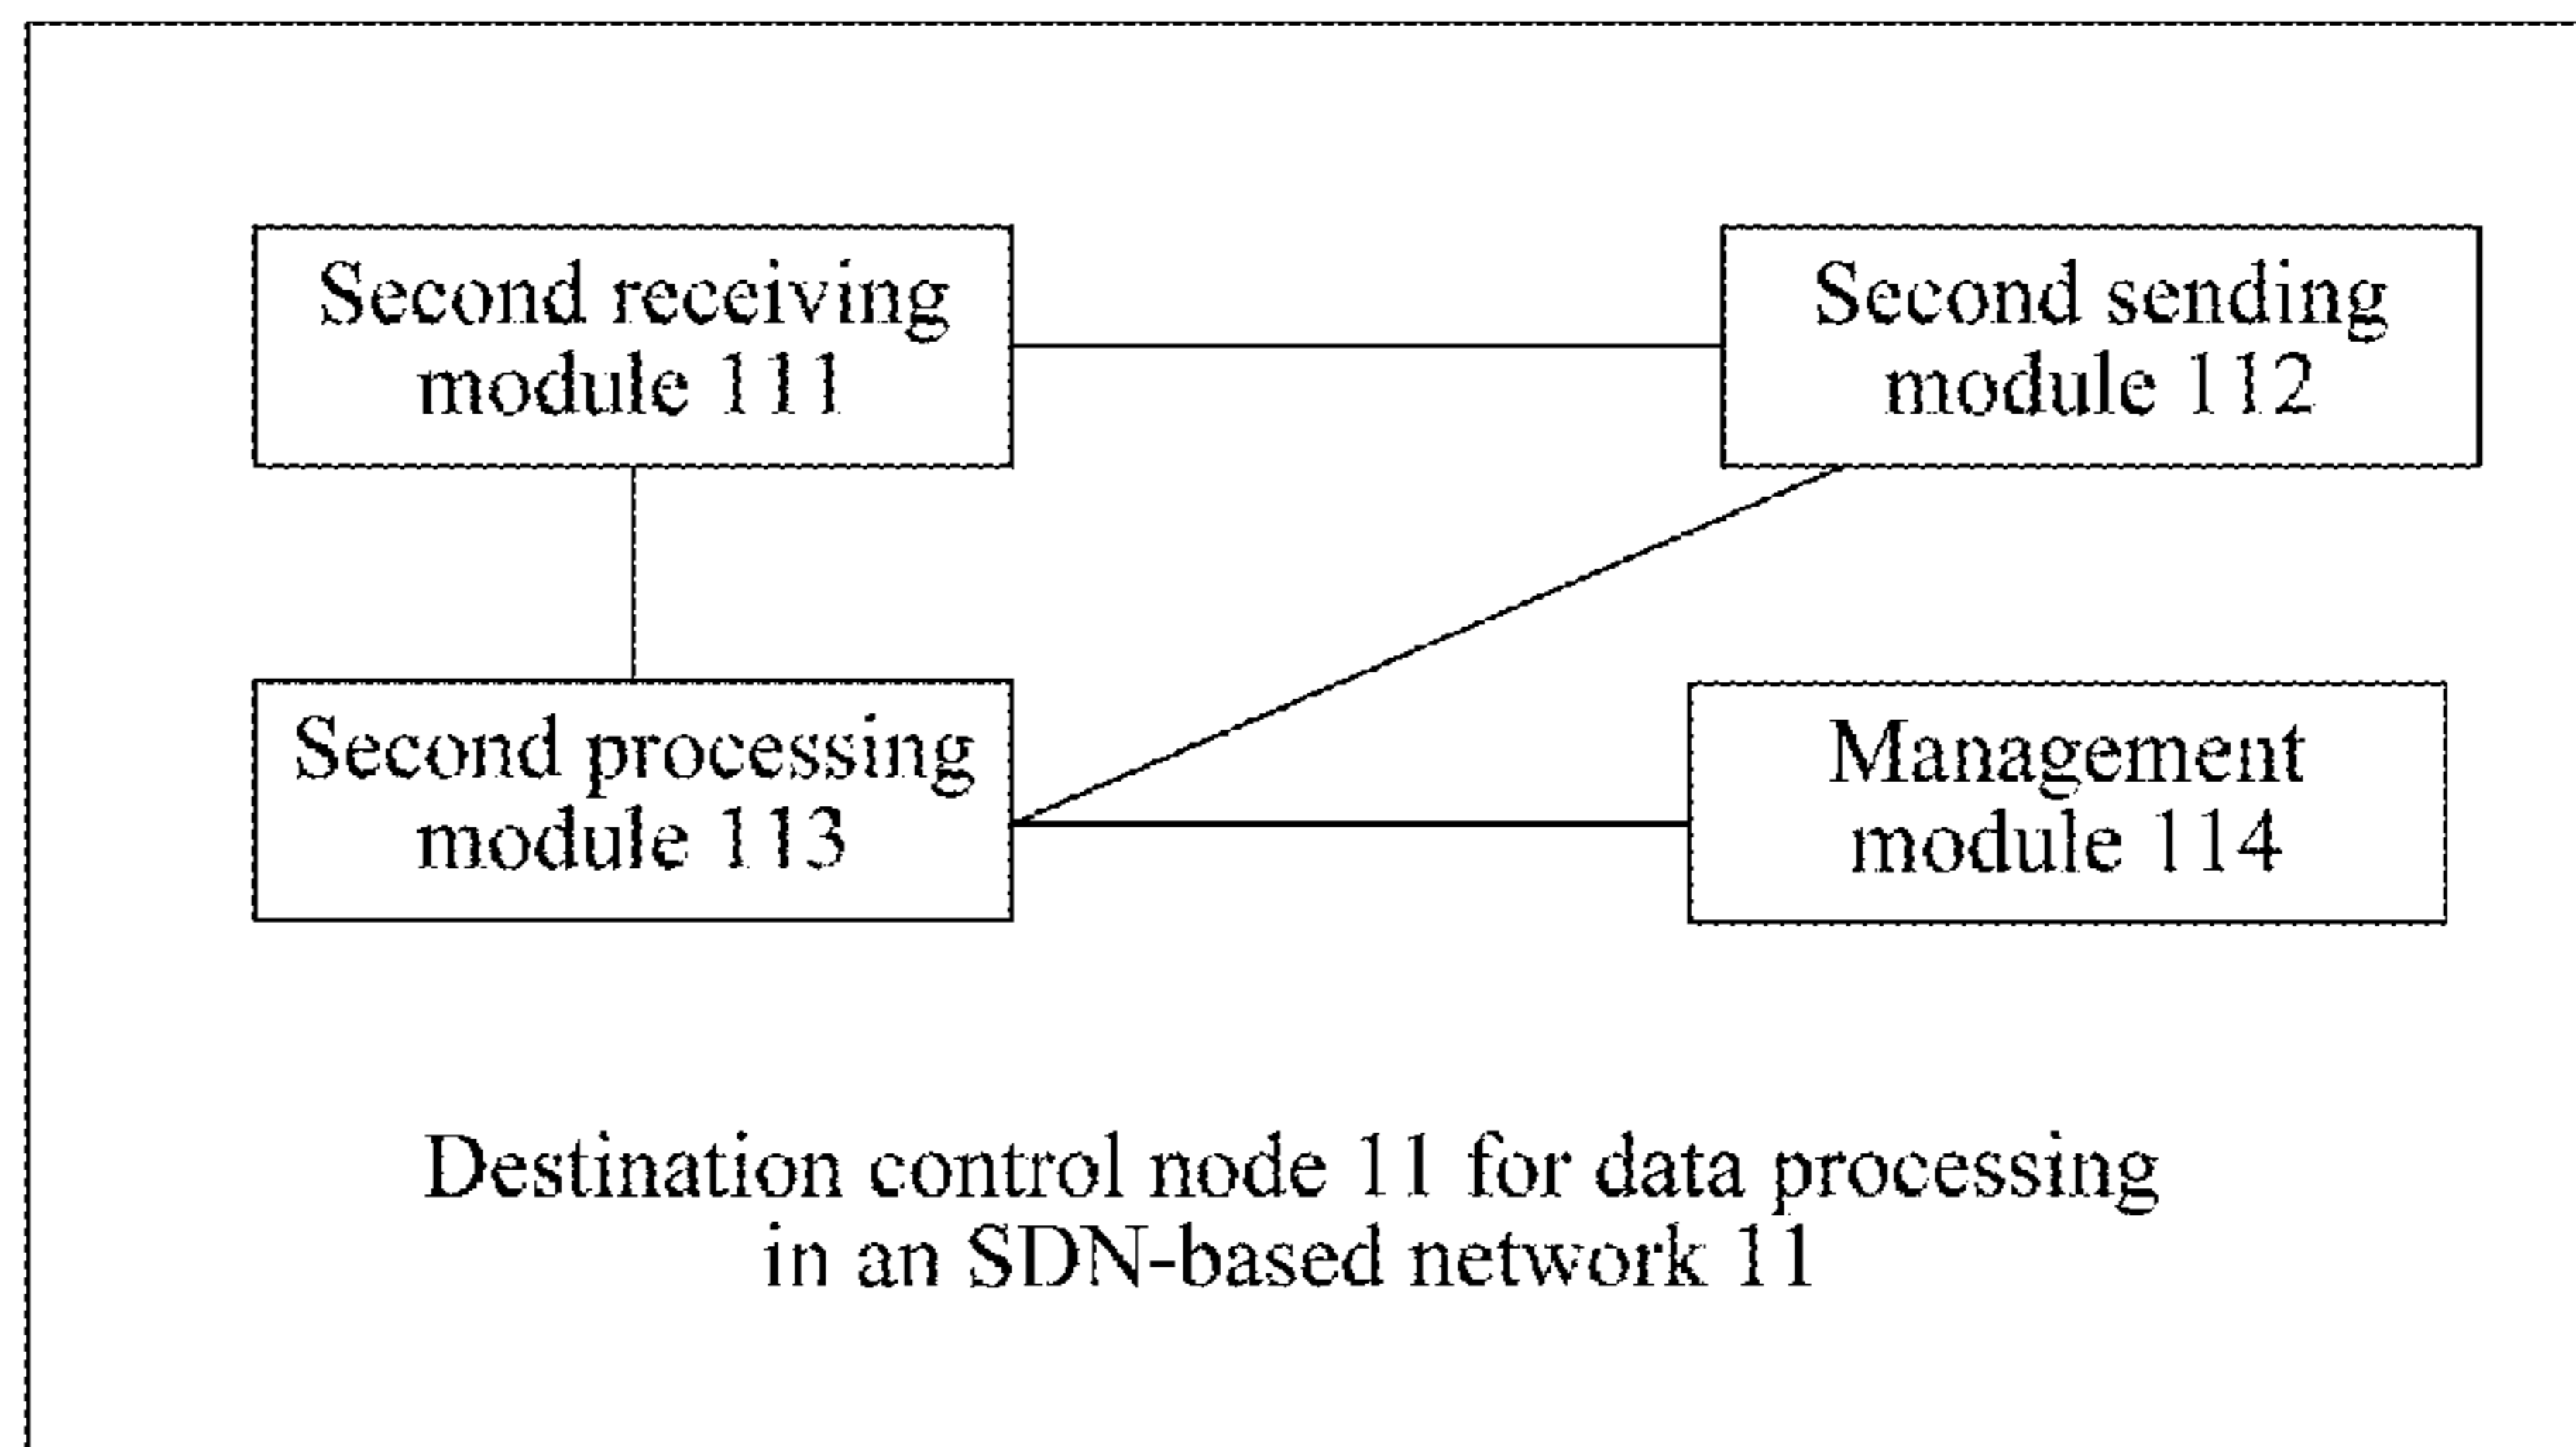 Second receiving
module 111
Second sending
module 112
Second processing
module 113
Management
module 114
Destination control node 11 for data processing
in an SDN-based network 11